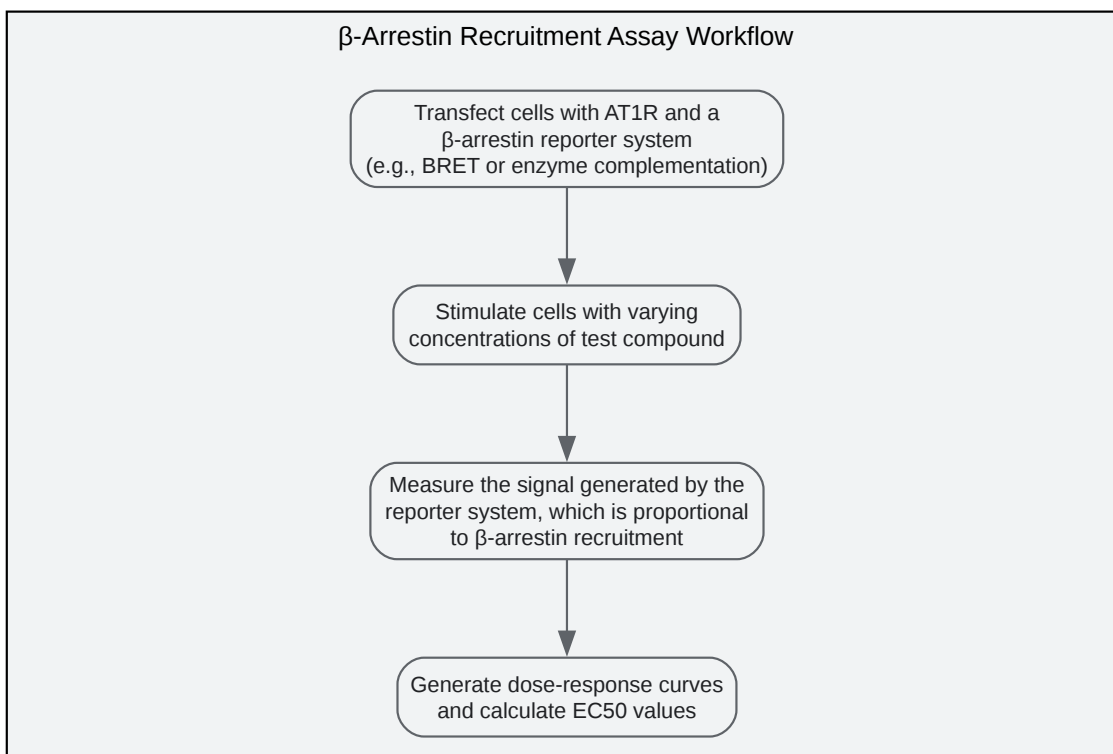 β-Arrestin Recruitment Assay Workflow
Transfect cells with AT1R and a
β-arrestin reporter system
(e.g., BRET or enzyme complementation)
Stimulate cells with varying
concentrations of test compound
Measure the signal generated by the
reporter system, which is proportional
to β-arrestin recruitment
Generate dose-response curves
and calculate EC50 values